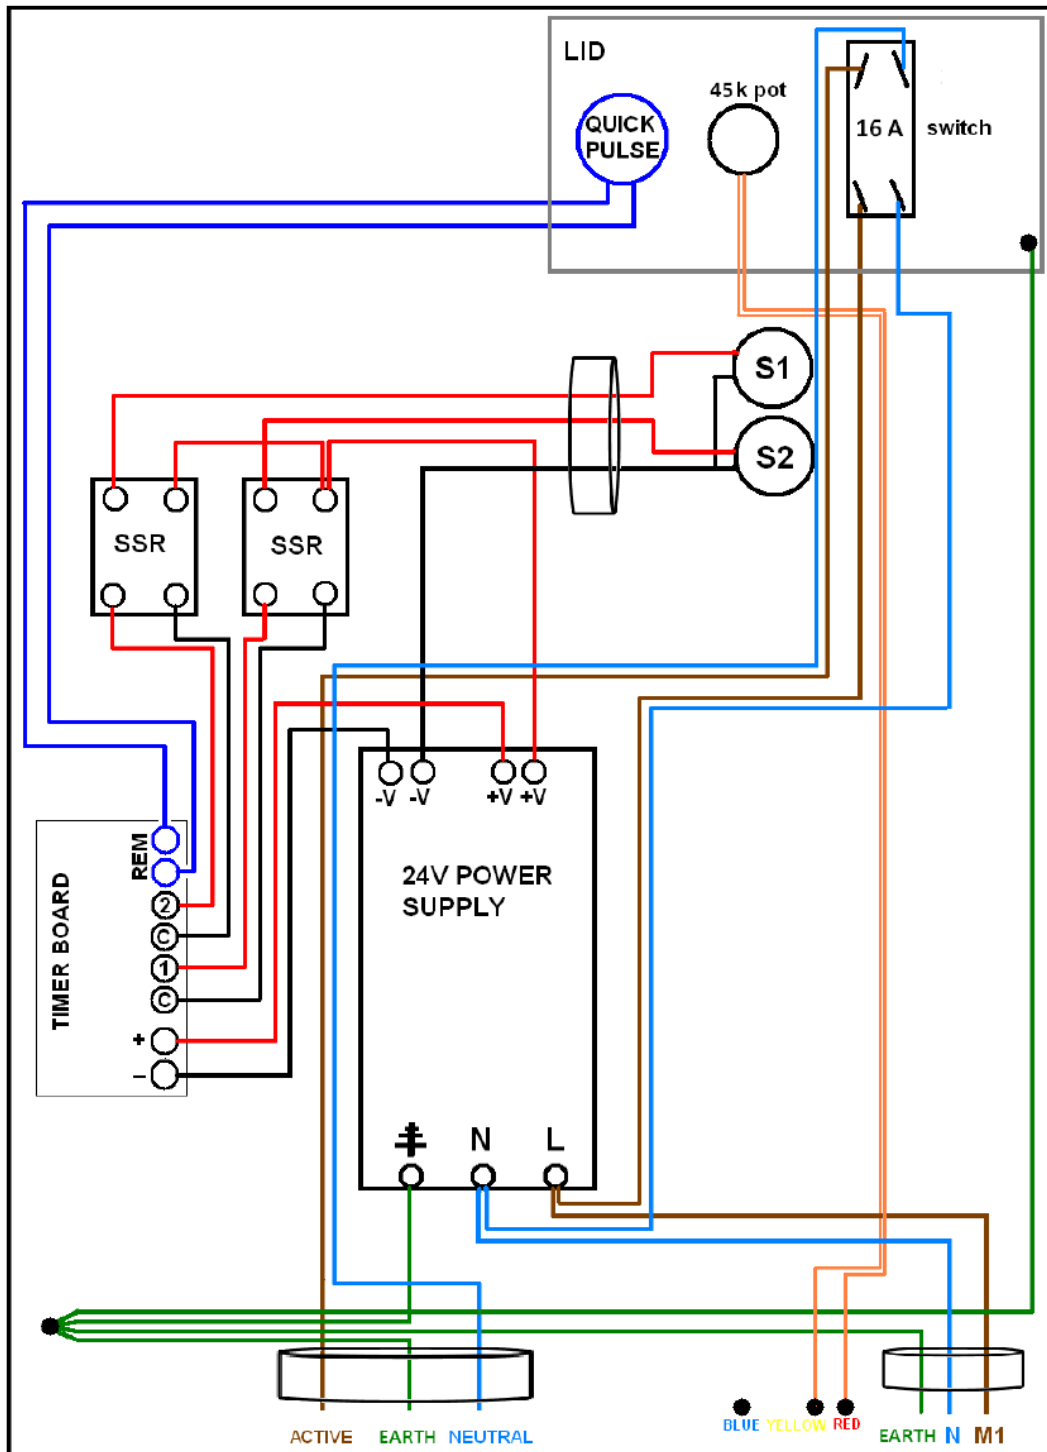 LID
45k pot
QUICK
PULSE
16 A
switch
S1
S2
SSR
SSR
-V
-V
+V
+V
REM
24V POWER
SUPPLY
TIMER BOARD
2
C
1
C
+
–
N
L
ACTIVE
EARTH
NEUTRAL
BLUE
YELLOW
RED
EARTH
N
M1